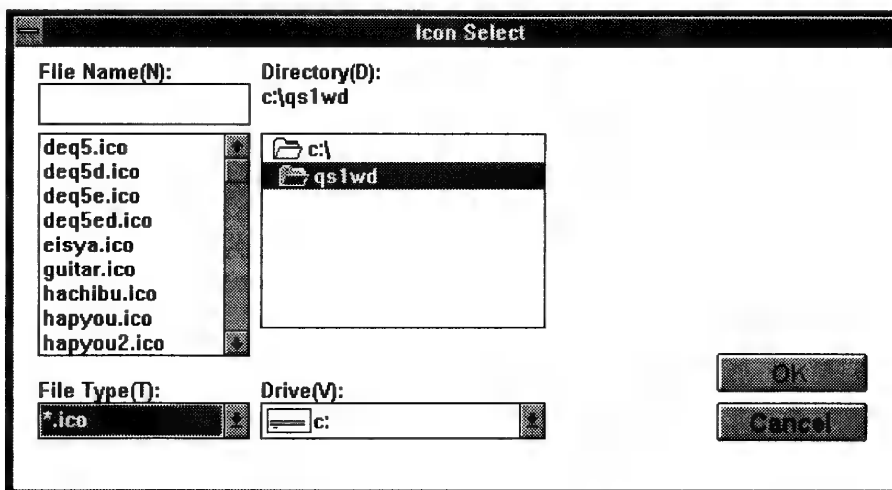 Icon Select
Flie Name(N):
Directory(D):
c:\qs1wd
deq5.ico
deq5d.ico
deq5e.ico
deq5ed.ico
eisya.ico
guitar.ico
hachibu.ico
hapyou.ico
hapyou2.ico
c:\
qs1wd
File Type(T):
*.ico
Drive(V):
c:
OK
Cancel